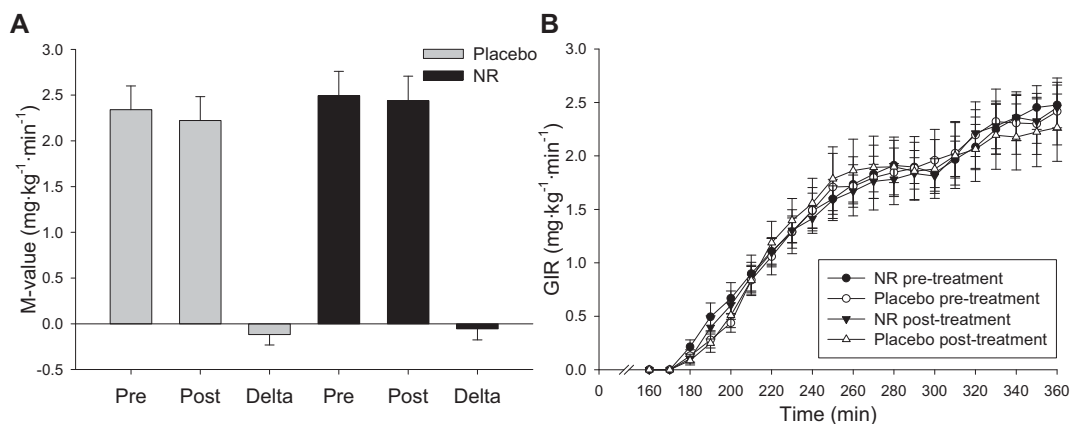 A
M-value (mg·kg⁻¹·min⁻¹)
3.0
2.5
2.0
1.5
1.0
0.5
0.0
-0.5
Placebo
NR
Pre Post Delta Pre Post Delta
B
GIR (mg·kg⁻¹·min⁻¹)
3.0
2.5
2.0
1.5
1.0
0.5
0.0
NR pre-treatment
Placebo pre-treatment
NR post-treatment
Placebo post-treatment
0 160 180 200 220 240 260 280 300 320 340 360
Time (min)